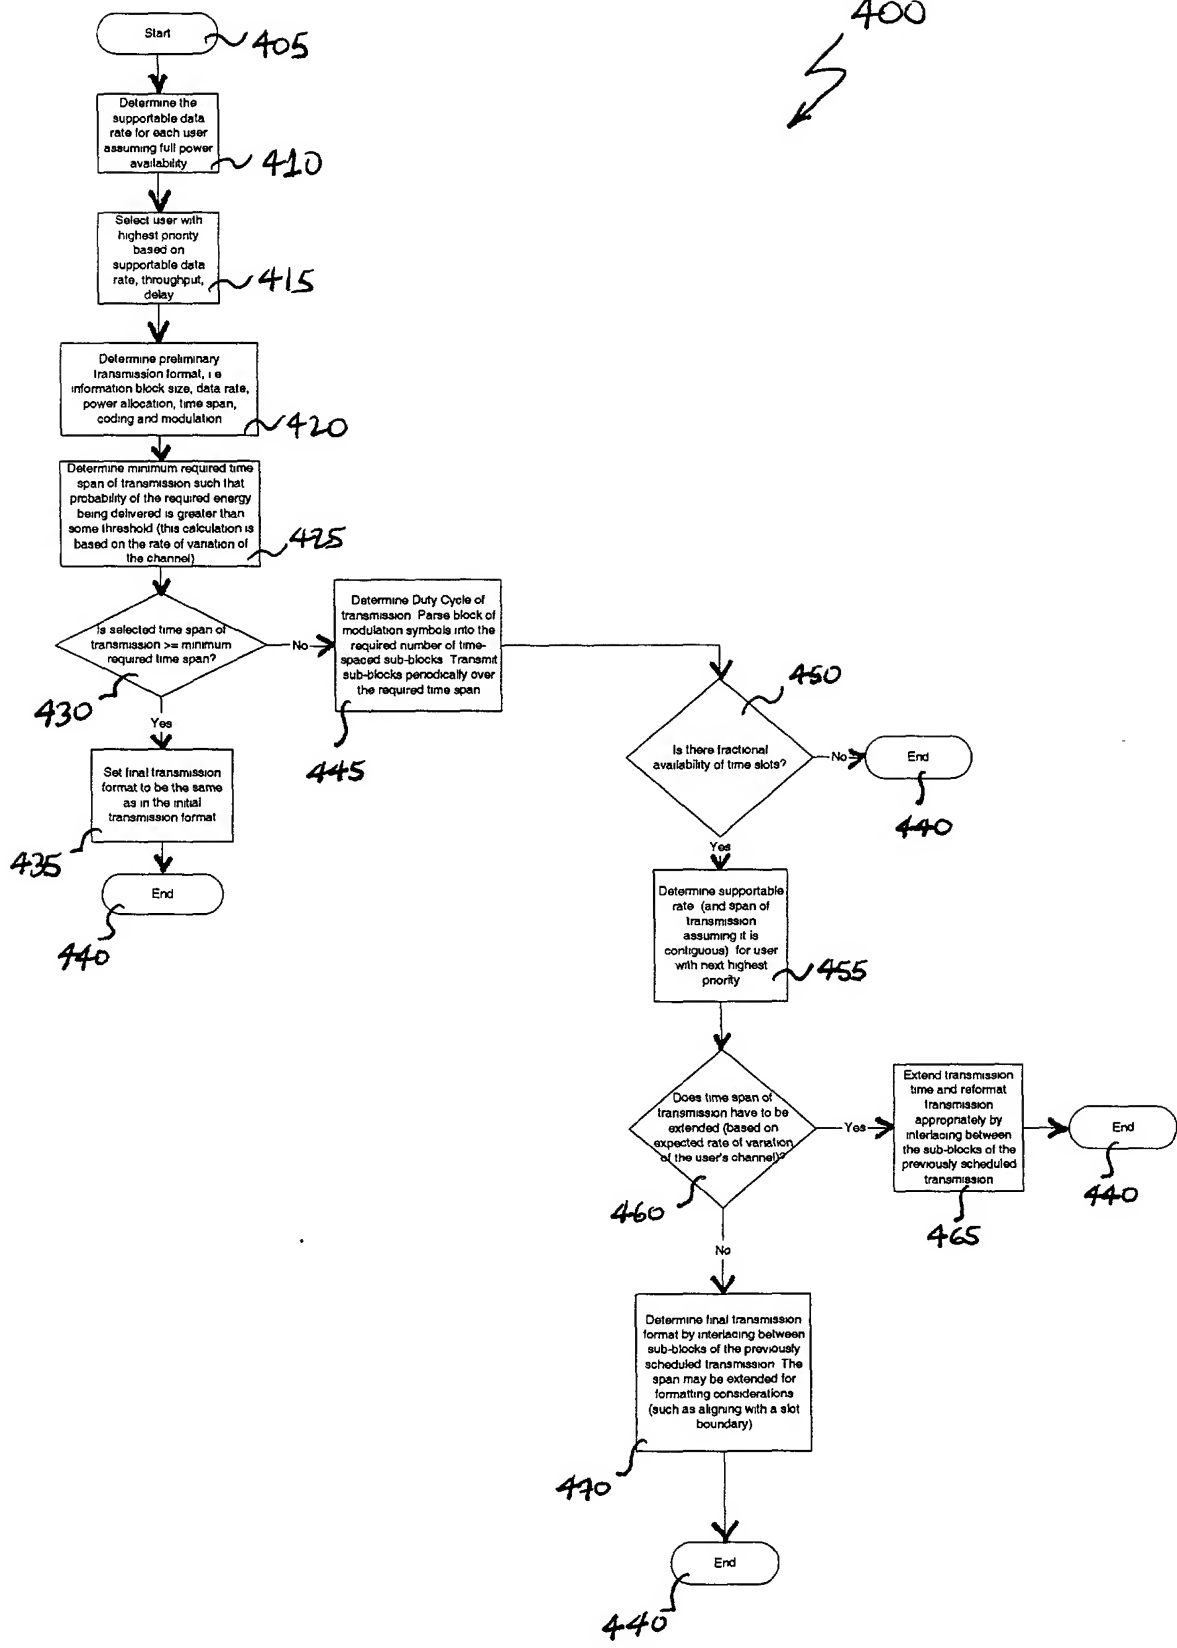 400
Start
405
Determine the
supportable data
rate for each user
assuming full power
availability
410
Select user with
highest priority
based on
supportable data
rate, throughput,
delay
415
Determine preliminary
transmission format, i e
information block size, data rate,
power allocation, time span,
coding and modulation
420
Determine minimum required time
span of transmission such that
probability of the required energy
being delivered is greater than
some threshold (this calculation is
based on the rate of variation of
the channel)
425
Is selected time span of
transmission >= minimum
required time span?
430
No
Yes
Set final transmission
format to be the same
as in the initial
transmission format
435
End
440
Determine Duty Cycle of
transmission Parse block of
modulation symbols into the
required number of time-
spaced sub-blocks Transmit
sub-blocks periodically over
the required time span
445
450
Is there fractional
availability of time slots?
No
End
440
Yes
Determine supportable
rate (and span of
transmission
assuming it is
contiguous) for user
with next highest
priority
455
Does time span of
transmission have to be
extended (based on
expected rate of variation
of the user's channel)?
460
Yes
Extend transmission
time and reformat
transmission
appropriately by
interlacing between
the sub-blocks of the
previously scheduled
transmission
465
End
440
No
Determine final transmission
format by interlacing between
sub-blocks of the previously
scheduled transmission The
span may be extended for
formatting considerations
(such as aligning with a slot
boundary)
470
End
440